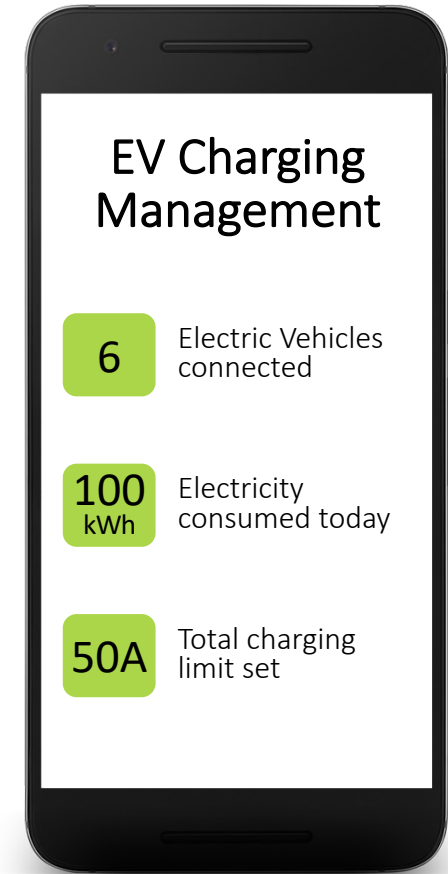 EV Charging
Management
6
Electric Vehicles
connected
100
kWh
Electricity
consumed today
50A
Total charging
limit set